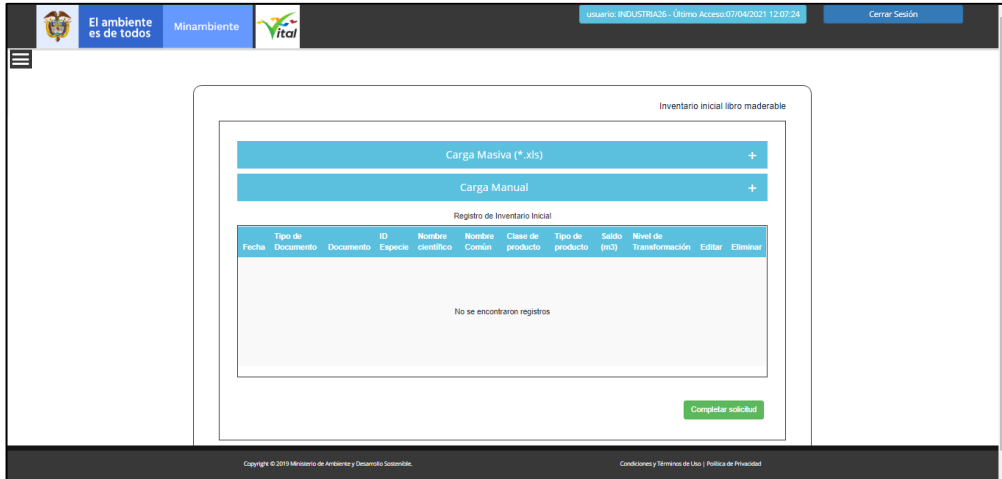 El ambiente
es de todos
Minambiente
Vital
usuario: INDUSTRIA26 - Último Acceso:07/04/2021 12:07:24
Cerrar Sesión
Inventario inicial libro maderable
Carga Masiva (*.xls) +
Carga Manual +
Registro de Inventario Inicial
Fecha Tipo de Documento Documento ID Especie Nombre científico Nombre Común Clase de producto Tipo de producto Saldo (m3) Nivel de Transformación Editar Eliminar
No se encontraron registros
Completar solicitud
Copyright © 2019 Ministerio de Ambiente y Desarrollo Sostenible.
Condiciones y Términos de Uso | Política de Privacidad